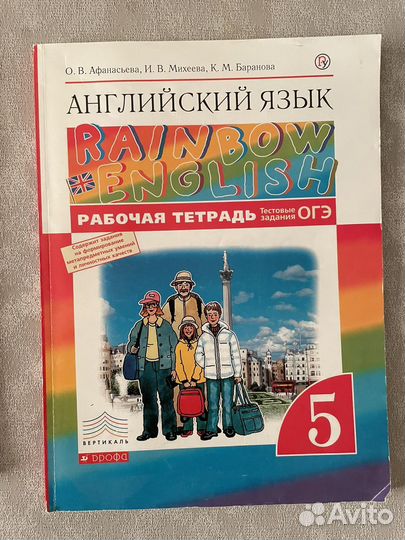 О. В. Афанасьева, И. В. Михеева, К. М. Баранова
АНГЛИЙСКИЙ ЯЗЫК
RAINBOW
ENGLISH
РАБОЧАЯ ТЕТРАДЬ
Тестовые
задания ОГЭ
Содержит задания
на формирование
метапредметных умений
и личностных качеств
5
ВЕРТИКАЛЬ
дрофа
Avito